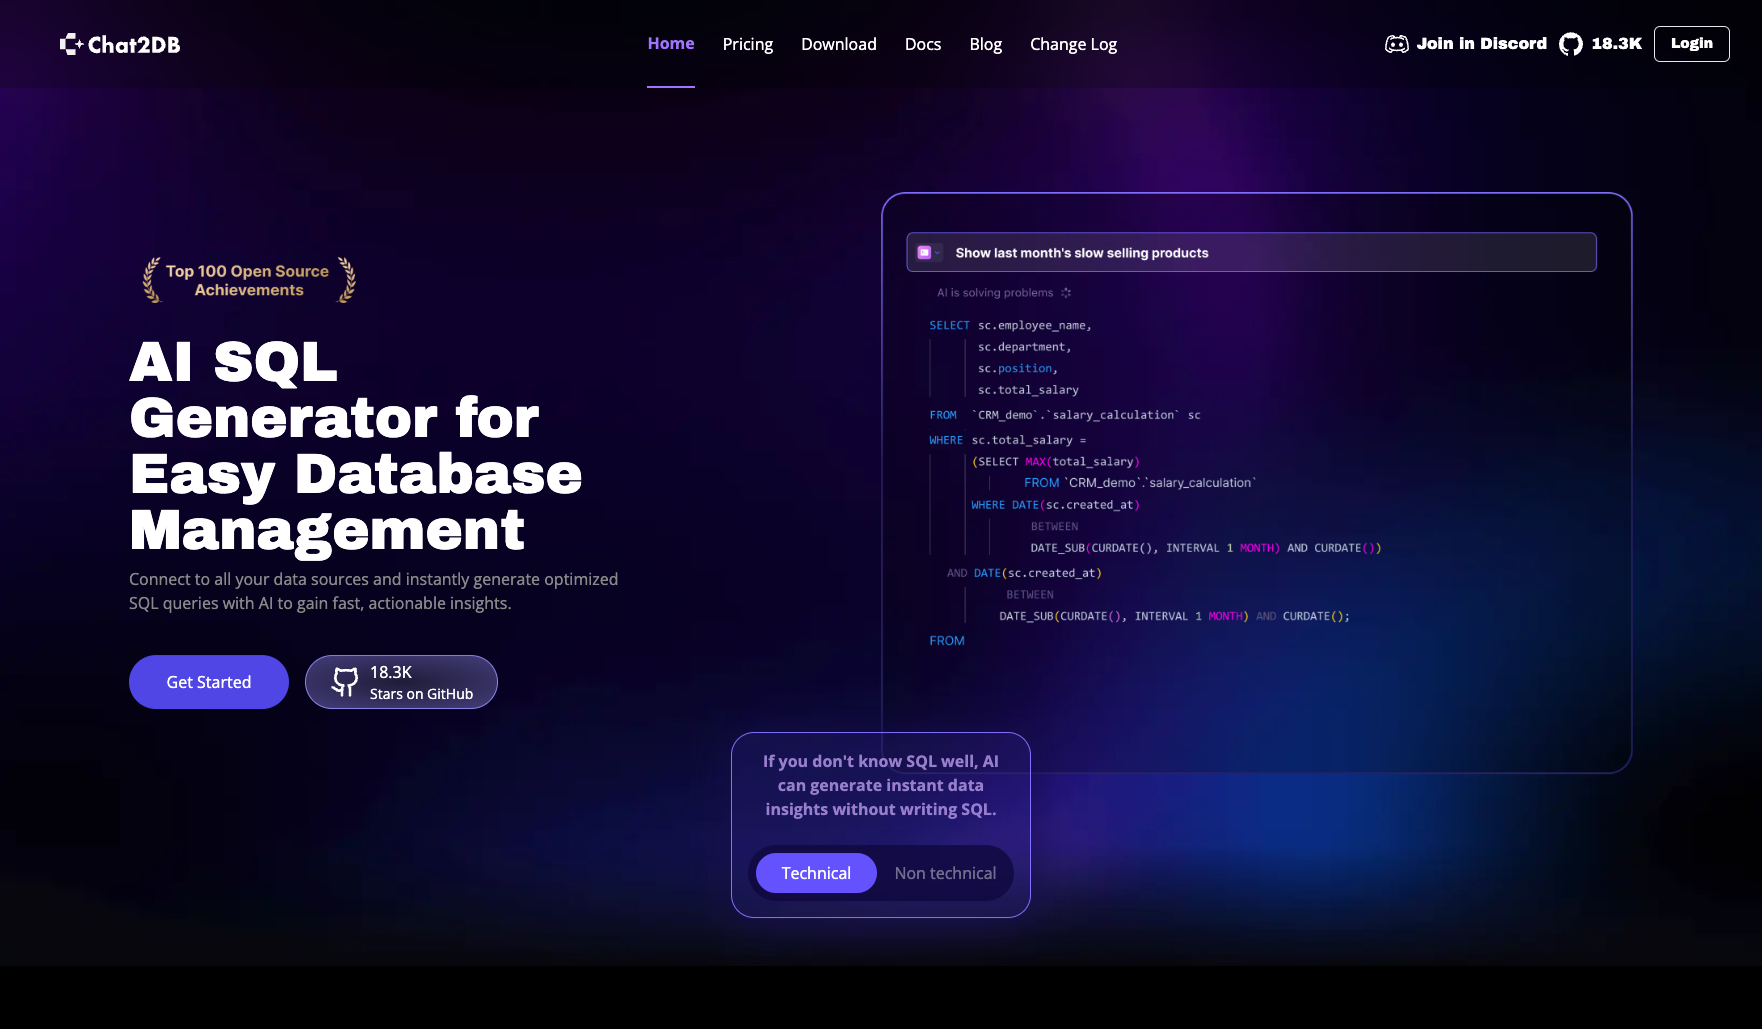 Chat2DB
Home
Pricing
Download
Docs
Blog
Change Log
Join in Discord
18.3K
Login
Top 100 Open Source
Achievements
AI SQL
Generator for
Easy Database
Management
Connect to all your data sources and instantly generate optimized
SQL queries with AI to gain fast, actionable insights.
Get Started
18.3K
Stars on GitHub
Show last month's slow selling products
AI is solving problems
SELECT sc.employee_name,
sc.department,
sc.position,
sc.total_salary
FROM `CRM_demo`.`salary_calculation` sc
WHERE sc.total_salary =
(SELECT MAX(total_salary)
FROM `CRM_demo`.`salary_calculation`
WHERE DATE(sc.created_at)
BETWEEN
DATE_SUB(CURDATE(), INTERVAL 1 MONTH) AND CURDATE())
AND DATE(sc.created_at)
BETWEEN
DATE_SUB(CURDATE(), INTERVAL 1 MONTH) AND CURDATE();
FROM
If you don't know SQL well, AI
can generate instant data
insights without writing SQL.
Technical
Non technical